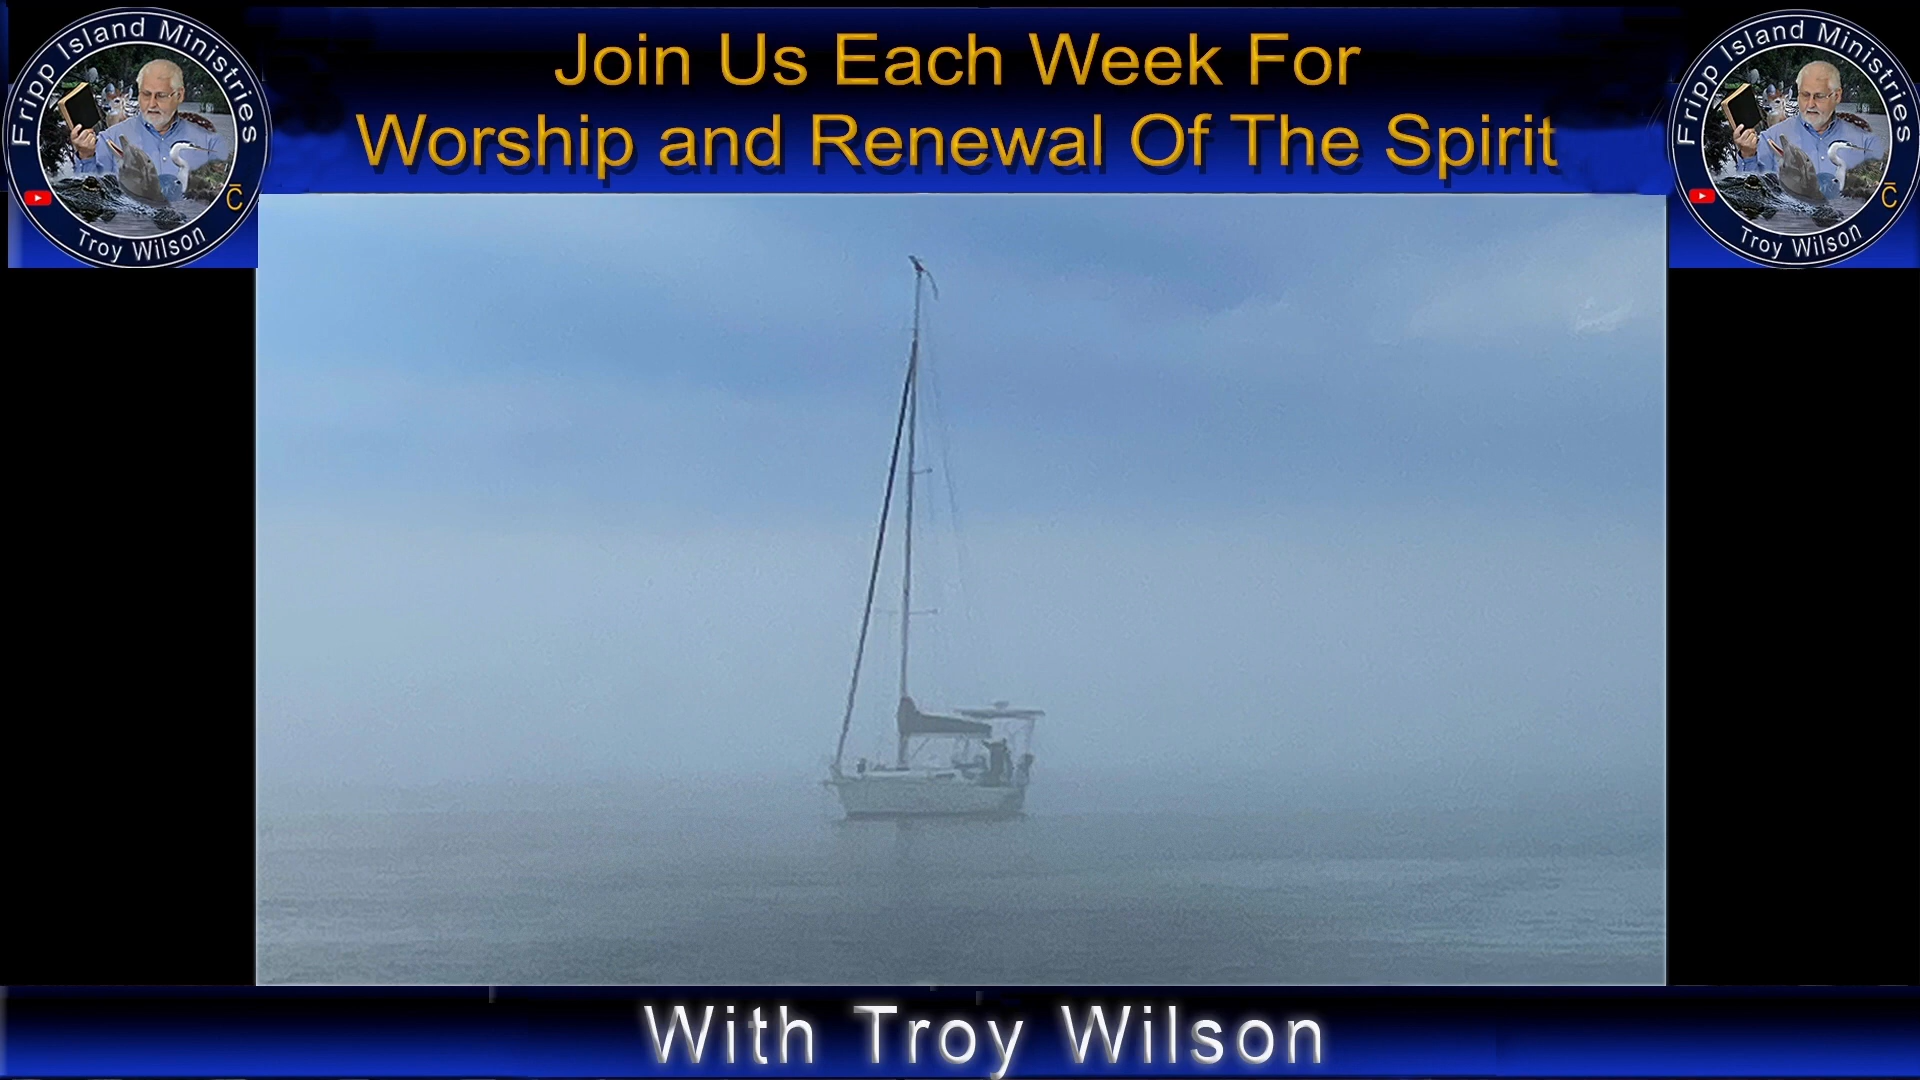 Fripp Island Ministries
Troy Wilson
C
Join Us Each Week For
Worship and Renewal Of The Spirit
Fripp Island Ministries
Troy Wilson
C
With Troy Wilson